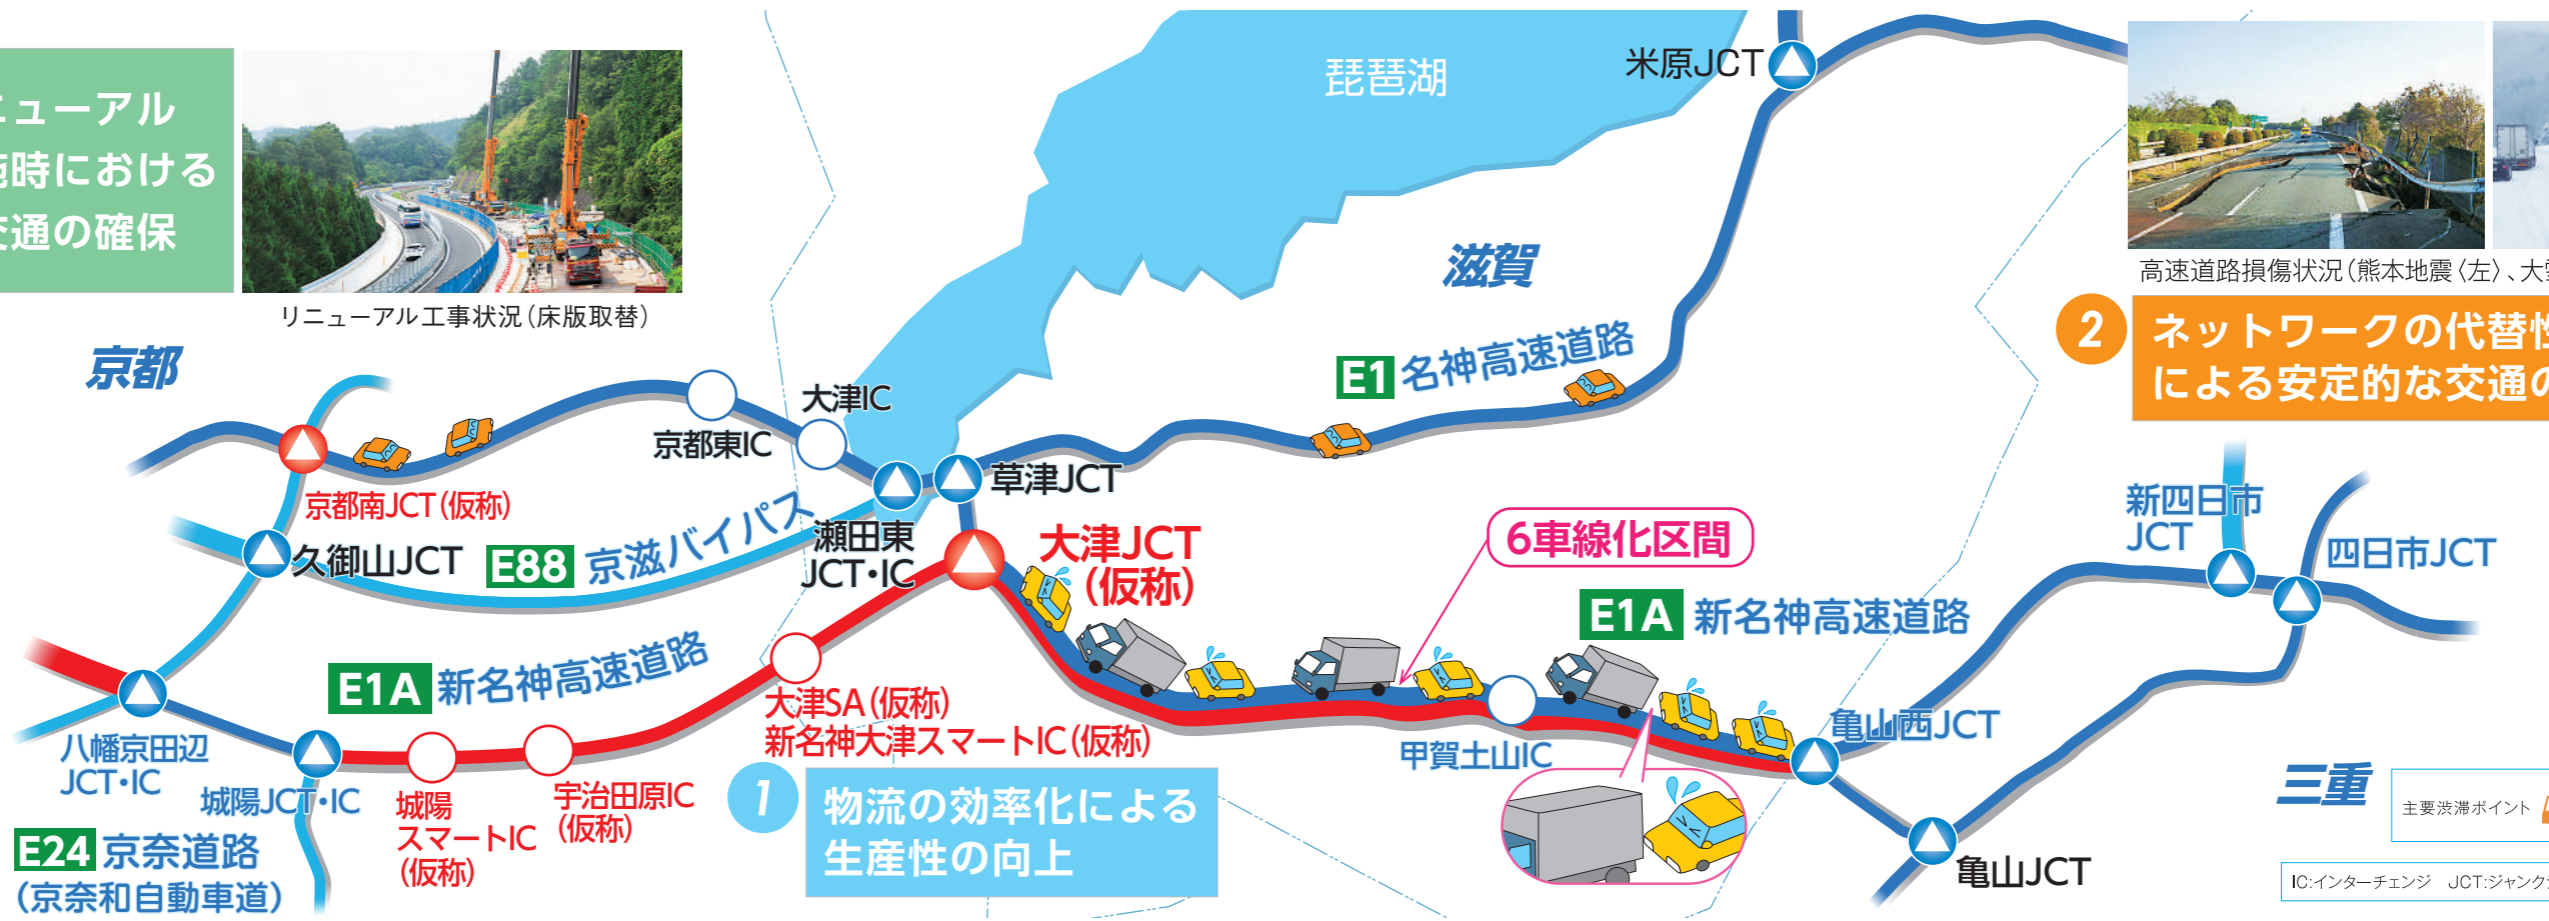 ニューアル
施時における
交通の確保
リニューアル工事状況（床版取替）
琵琶湖
米原JCT
高速道路損傷状況（熊本地震〈左〉、大雪
2
ネットワークの代替性
による安定的な交通の
滋賀
京都
E1 名神高速道路
大津IC
京都東IC
草津JCT
京都南JCT（仮称）
瀬田東
JCT・IC
久御山JCT
E88 京滋バイパス
大津JCT
（仮称）
6車線化区間
E1A 新名神高速道路
新四日市
JCT
四日市JCT
E1A 新名神高速道路
大津SA（仮称）
新名神大津スマートIC（仮称）
甲賀土山IC
亀山西JCT
八幡京田辺
JCT・IC
城陽JCT・IC
城陽
スマートIC
（仮称）
宇治田原IC
（仮称）
1
物流の効率化による
生産性の向上
E24 京奈道路
（京奈和自動車道）
亀山JCT
三重
主要渋滞ポイント
IC:インターチェンジ JCT:ジャンク